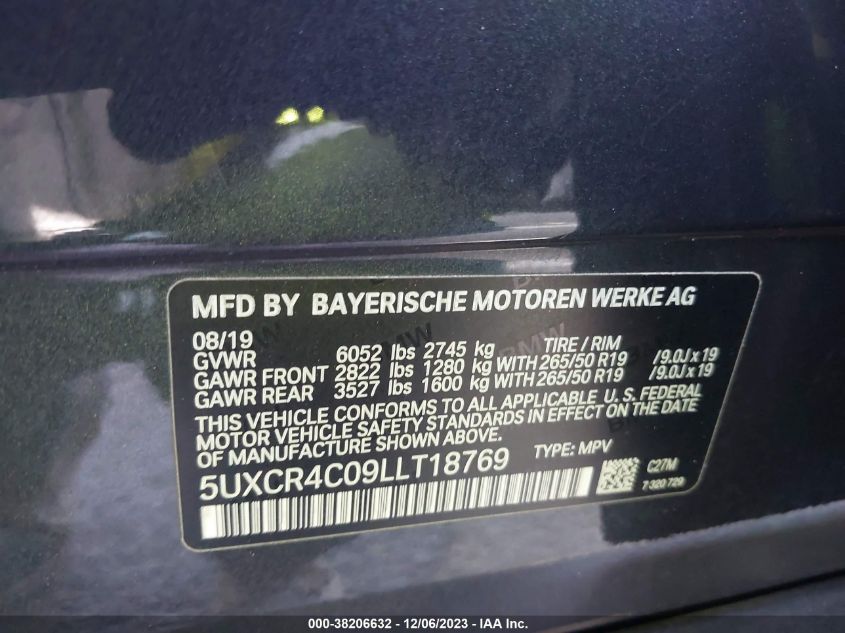 MFD BY BAYERISCHE MOTOREN WERKE AG
08/19 TIRE / RIM
GVWR 6052 lbs 2745 kg
GAWR FRONT 2822 lbs 1280 kg WITH 265/50 R19 /9.0J x 19
GAWR REAR 3527 lbs 1600 kg WITH 265/50 R19 /9.0J x 19
THIS VEHICLE CONFORMS TO ALL APPLICABLE U. S. FEDERAL
MOTOR VEHICLE SAFETY STANDARDS IN EFFECT ON THE DATE
OF MANUFACTURE SHOWN ABOVE.
5UXCR4C09LLT18769 TYPE: MPV
C27M
7 320 729
000-38206632 - 12/06/2023 - IAA Inc.